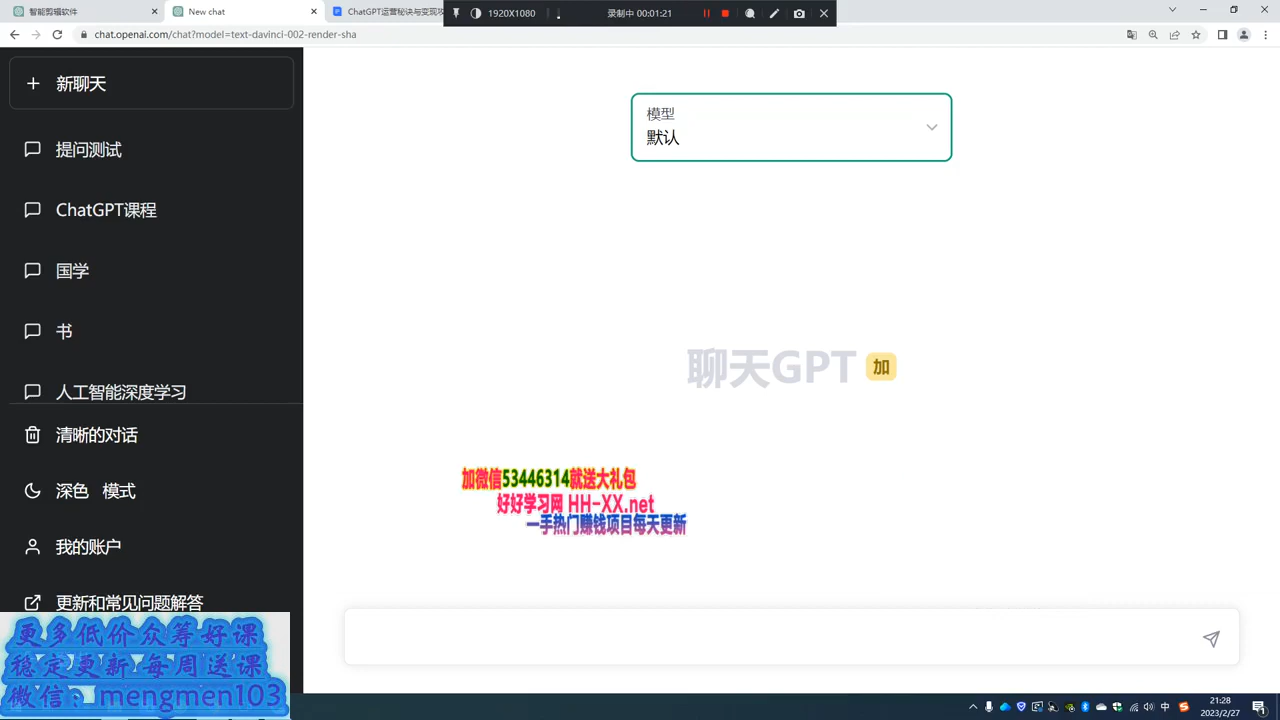 智能剪辑软件
New chat
ChatGPT运营秘诀与变现攻
1920X1080
录制中 00:01:21
chat.openai.com/chat?model=text-davinci-002-render-sha
新聊天
提问测试
ChatGPT课程
国学
书
人工智能深度学习
清晰的对话
深色 模式
我的账户
更新和常见问题解答
模型
默认
聊天GPT 加
加微信53446314就送大礼包
好好学习网 HH-XX.net
一手热门赚钱项目每天更新
更多低价众筹好课
稳定更新 每周送课
微信：mengmen103
中
21:28
2023/2/27